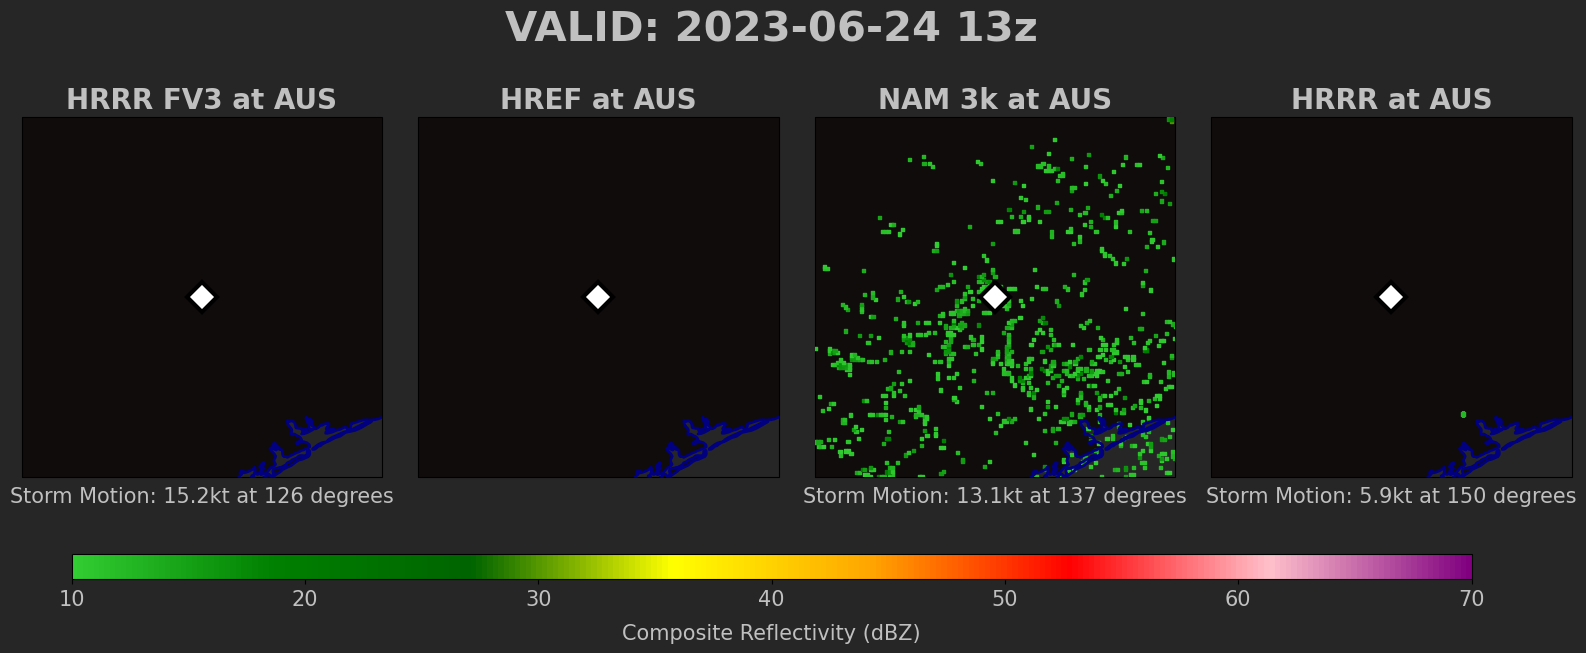 VALID: 2023-06-24 13z
HRRR FV3 at AUS
HREF at AUS
NAM 3k at AUS
HRRR at AUS
Storm Motion: 15.2kt at 126 degrees
Storm Motion: 13.1kt at 137 degrees
Storm Motion: 5.9kt at 150 degrees
10 20 30 40 50 60 70
Composite Reflectivity (dBZ)